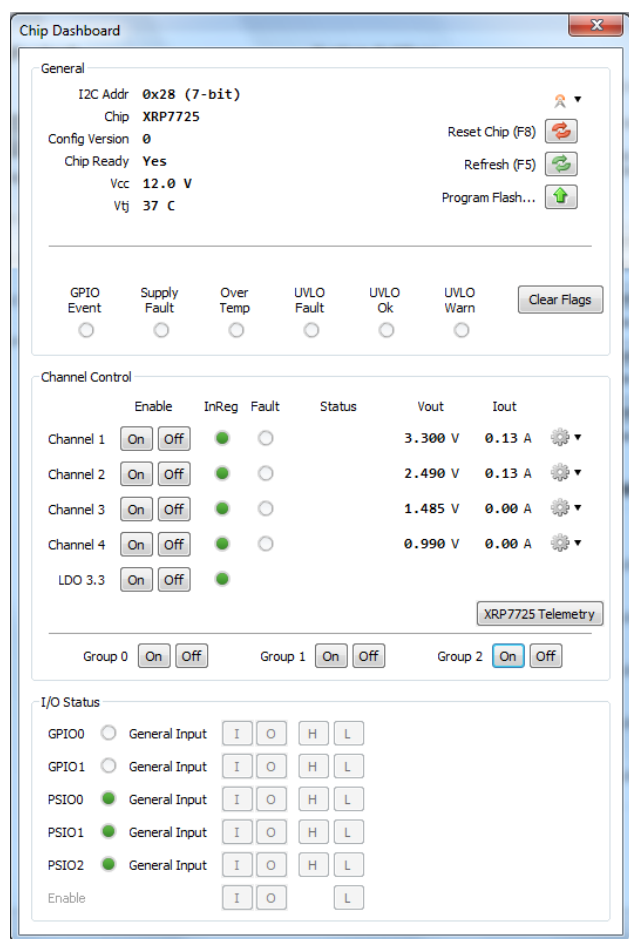 Chip Dashboard
General
I2C Addr 0x28 (7-bit)
Chip XRP7725
Config Version 0
Chip Ready Yes
Vcc 12.0 V
Vtj 37 C
Reset Chip (F8)
Refresh (F5)
Program Flash...
GPIO Event
Supply Fault
Over Temp
UVLO Fault
UVLO Ok
UVLO Warn
Clear Flags
Channel Control
Enable InReg Fault Status Vout Iout
Channel 1 On Off 3.300 V 0.13 A
Channel 2 On Off 2.490 V 0.13 A
Channel 3 On Off 1.485 V 0.00 A
Channel 4 On Off 0.990 V 0.00 A
LDO 3.3 On Off
XRP7725 Telemetry
Group 0 On Off Group 1 On Off Group 2 On Off
I/O Status
GPIO0 General Input I O H L
GPIO1 General Input I O H L
PSIO0 General Input I O H L
PSIO1 General Input I O H L
PSIO2 General Input I O H L
Enable I O L